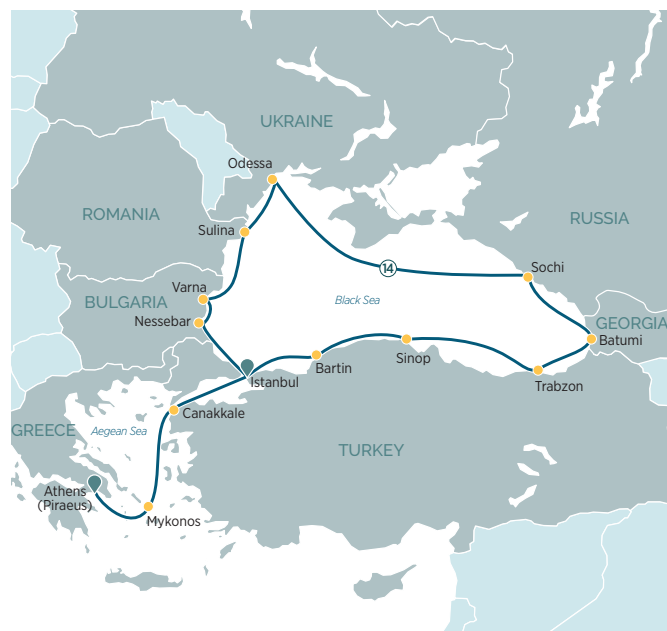 UKRAINE
Odessa
ROMANIA
RUSSIA
Sulina
14
Sochi
Varna
BULGARIA
Black Sea
Nessebar
GEORGIA
Batumi
Bartin
Sinop
Istanbul
Trabzon
Canakkale
GREECE
Aegean Sea
TURKEY
Athens
(Piraeus)
Mykonos